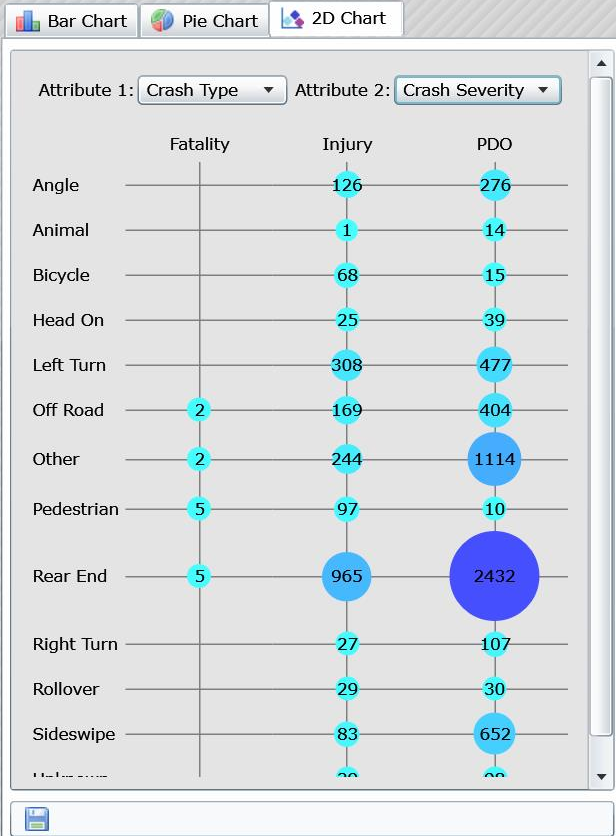 Bar Chart Pie Chart 2D Chart
Attribute 1: Crash Type Attribute 2: Crash Severity
Fatality Injury PDO
Angle 126 276
Animal 1 14
Bicycle 68 15
Head On 25 39
Left Turn 308 477
Off Road 2 169 404
Other 2 244 1114
Pedestrian 5 97 10
Rear End 5 965 2432
Right Turn 27 107
Rollover 29 30
Sideswipe 83 652